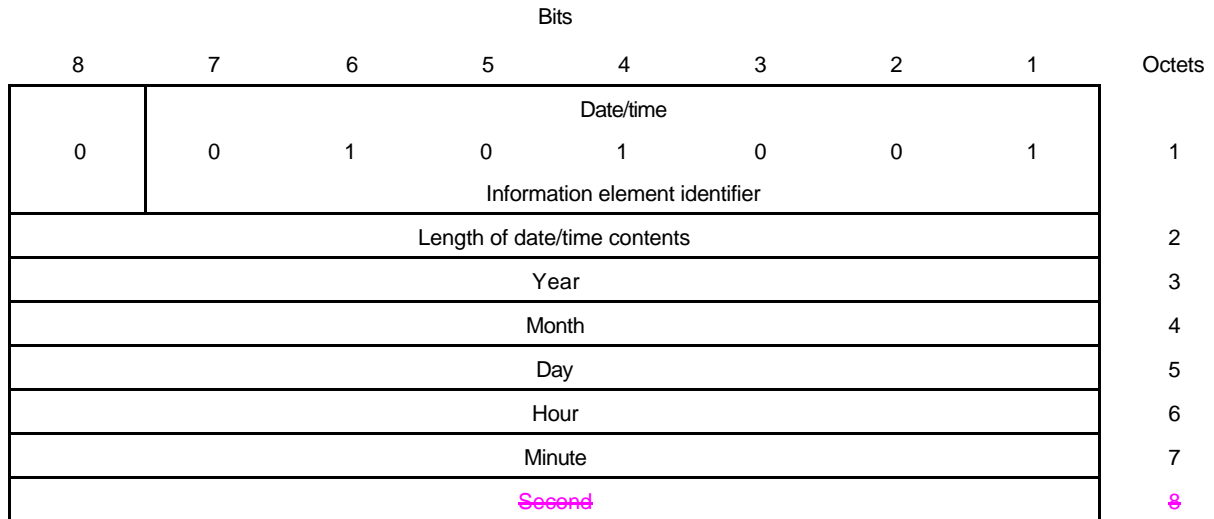 Bits
8 7 6 5 4 3 2 1 Octets
Date/time
0 0 1 0 1 0 0 1 1
Information element identifier
Length of date/time contents 2
Year 3
Month 4
Day 5
Hour 6
Minute 7
Second 8